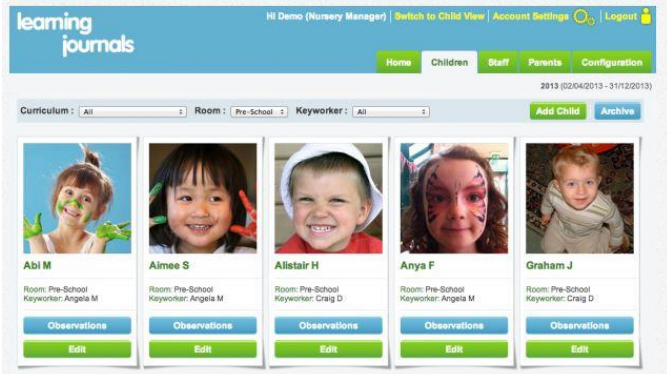 learning
journals
Hi Demo (Nursery Manager) | Switch to Child View | Account Settings | Logout
Home Children Staff Parents Configuration
2013 (02/04/2013 - 31/12/2013)
Curriculum : All Room : Pre-School Keyworker : All Add Child Archive
Abi M Aimee S Alistair H Anya F Graham J
Room: Pre-School Room: Pre-School Room: Pre-School Room: Pre-School Room: Pre-School
Keyworker: Angela M Keyworker: Angela M Keyworker: Craig D Keyworker: Angela M Keyworker: Craig D
Observations Observations Observations Observations Observations
Edit Edit Edit Edit Edit